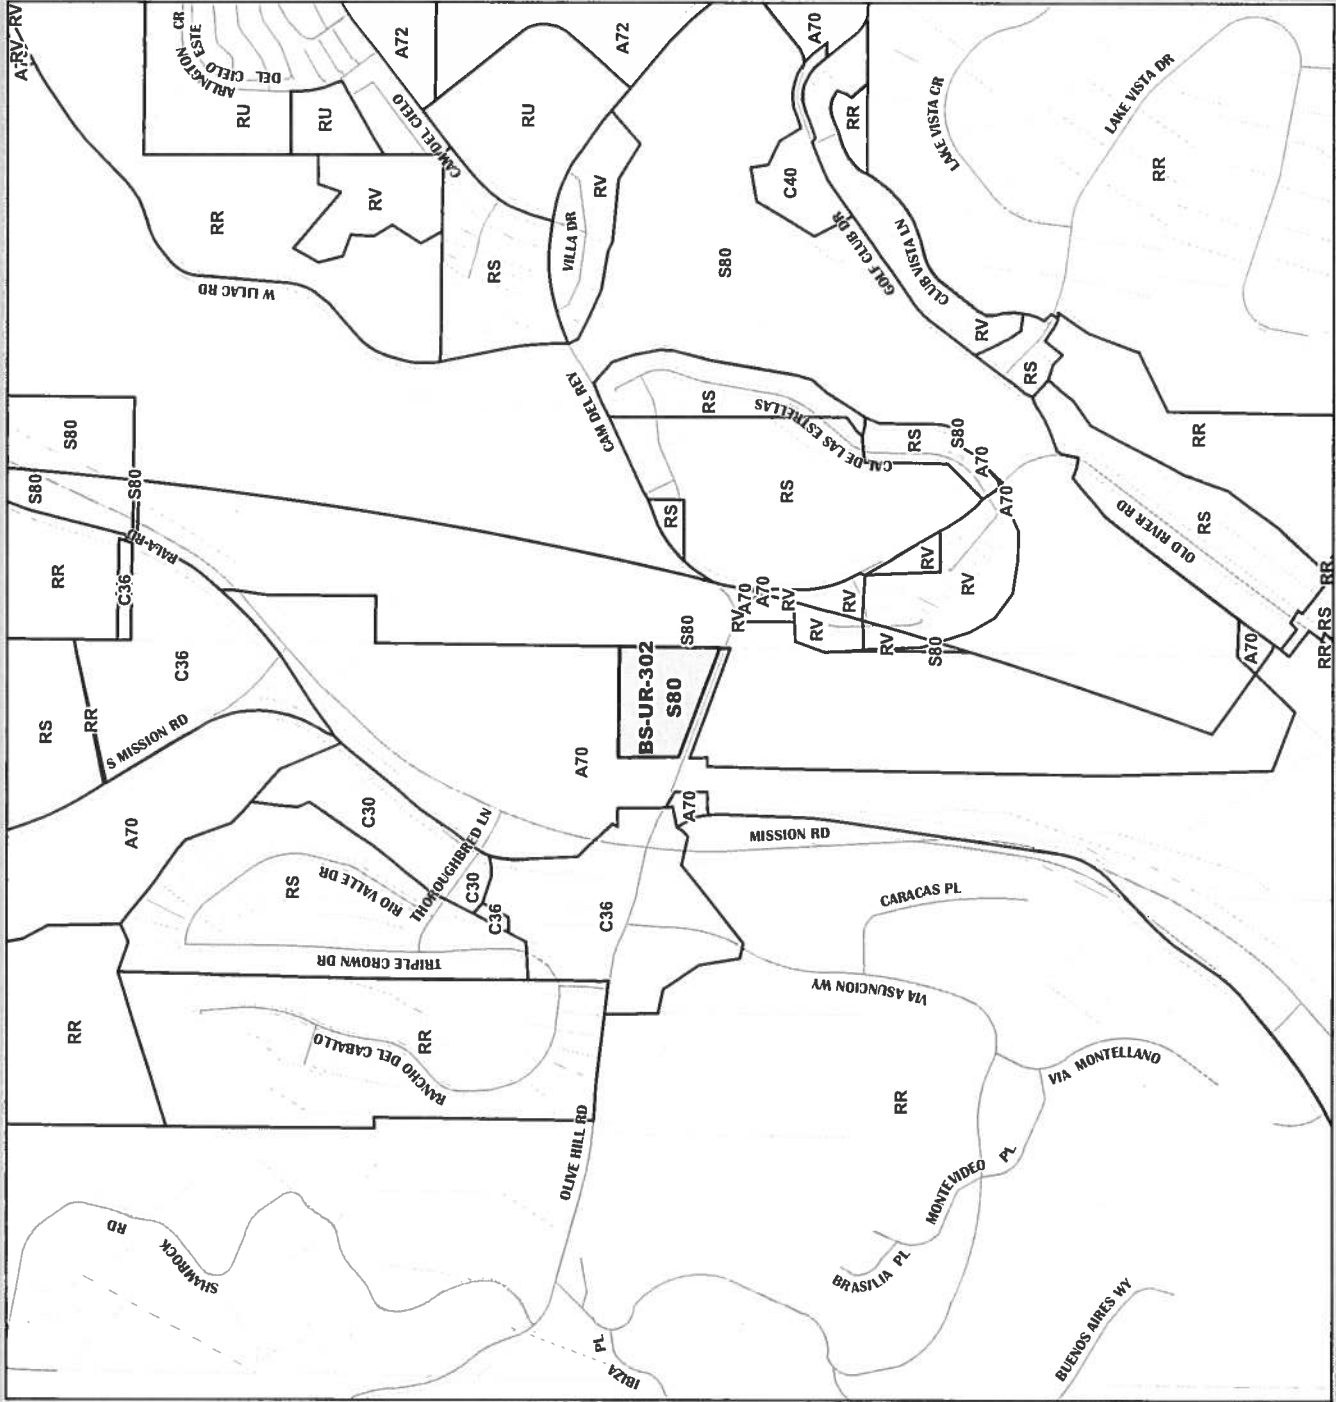 RV
RV
A70
ARLINGTON CR
DEL CIELO ESTE
A72
A72
RU
RU
RU
CAM DEL CIELO
RR
RV
RS
RV
VILLA DR
W LILAC RD
C40
RR
GOLF CLUB DR
CLUB VISTA LN
LAKE VISTA CR
LAKE VISTA DR
RR
S80
RV
RS
CAM DEL REY
RS
CAL DE LAS ESTRELLAS
RS
S80
A70
A70
RS
RS
S80
S80
S80
RR
C36
PALA RD
RR
RS
OLD RIVER RD
RR
RS
RR
A70
RV
RV
RV
RV
RV
S80
RV
A70
A70
RV
S80
BS-UR-302
S80
C36
RS
RR
S MISSION RD
A70
A70
A70
C30
MISSION RD
THOROUGHBRED LN
C30
C36
C36
RS
RIO VALLE DR
TRIPLE CROWN DR
CARACAS PL
VIA ASUNCION WY
RR
RR
RANCHO DEL CABALLO
RR
VIA MONTELLANO
OLIVE HILL RD
MONTEVIDEO PL
BRASILIA PL
SHAMROCK RD
IBIZA PL
BUENOS AIRES WY